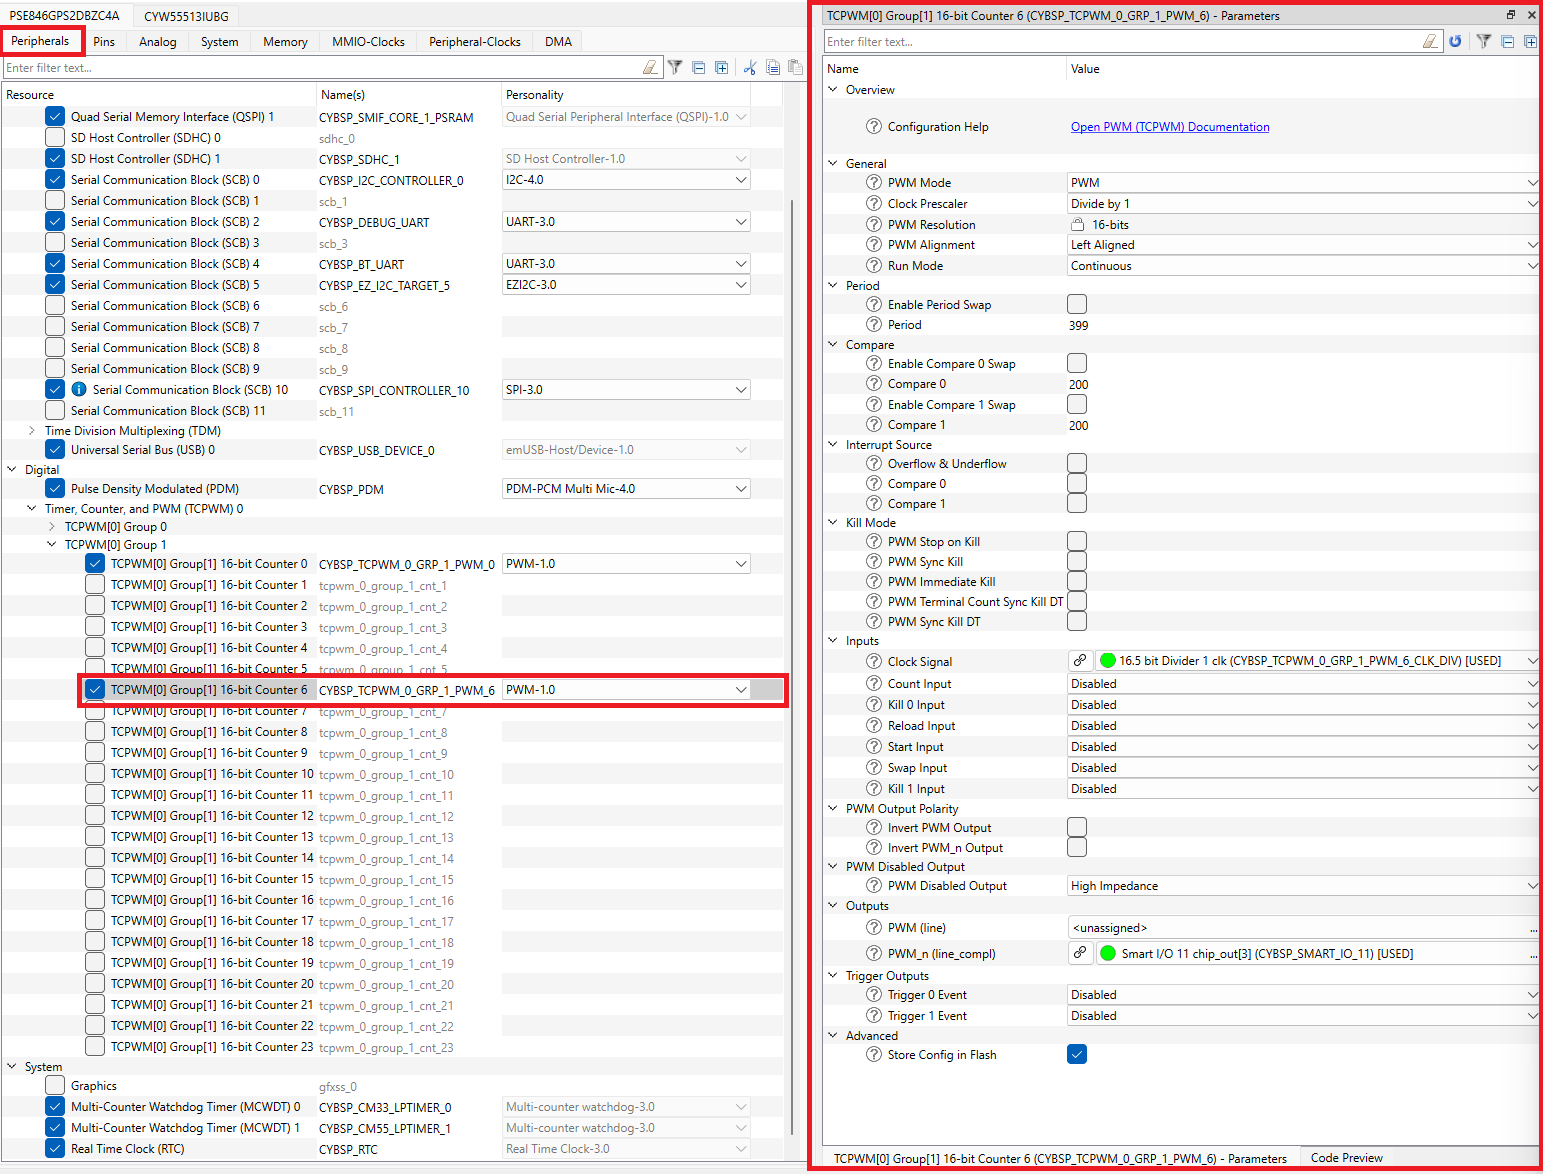 PSE846GPS2DBZC4A CYW55513IUBG
Peripherals Pins Analog System Memory MMIO-Clocks Peripheral-Clocks DMA
Enter filter text...
Resource Name(s) Personality
Quad Serial Memory Interface (QSPI) 1 CYBSP_SMIF_CORE_1_PSRAM Quad Serial Peripheral Interface (QSPI)-1.0
SD Host Controller (SDHC) 0 sdhc_0
SD Host Controller (SDHC) 1 CYBSP_SDHC_1 SD Host Controller-1.0
Serial Communication Block (SCB) 0 CYBSP_I2C_CONTROLLER_0 I2C-4.0
Serial Communication Block (SCB) 1 scb_1
Serial Communication Block (SCB) 2 CYBSP_DEBUG_UART UART-3.0
Serial Communication Block (SCB) 3 scb_3
Serial Communication Block (SCB) 4 CYBSP_BT_UART UART-3.0
Serial Communication Block (SCB) 5 CYBSP_EZ_I2C_TARGET_5 EZI2C-3.0
Serial Communication Block (SCB) 6 scb_6
Serial Communication Block (SCB) 7 scb_7
Serial Communication Block (SCB) 8 scb_8
Serial Communication Block (SCB) 9 scb_9
Serial Communication Block (SCB) 10 CYBSP_SPI_CONTROLLER_10 SPI-3.0
Serial Communication Block (SCB) 11 scb_11
Time Division Multiplexing (TDM)
Universal Serial Bus (USB) 0 CYBSP_USB_DEVICE_0 emUSB-Host/Device-1.0
Digital
Pulse Density Modulated (PDM) CYBSP_PDM PDM-PCM Multi Mic-4.0
Timer, Counter, and PWM (TCPWM) 0
TCPWM[0] Group 0
TCPWM[0] Group 1
TCPWM[0] Group[1] 16-bit Counter 0 CYBSP_TCPWM_0_GRP_1_PWM_0 PWM-1.0
TCPWM[0] Group[1] 16-bit Counter 1 tcpwm_0_group_1_cnt_1
TCPWM[0] Group[1] 16-bit Counter 2 tcpwm_0_group_1_cnt_2
TCPWM[0] Group[1] 16-bit Counter 3 tcpwm_0_group_1_cnt_3
TCPWM[0] Group[1] 16-bit Counter 4 tcpwm_0_group_1_cnt_4
TCPWM[0] Group[1] 16-bit Counter 5 tcpwm_0_group_1_cnt_5
TCPWM[0] Group[1] 16-bit Counter 6 CYBSP_TCPWM_0_GRP_1_PWM_6 PWM-1.0
TCPWM[0] Group[1] 16-bit Counter 7 tcpwm_0_group_1_cnt_7
TCPWM[0] Group[1] 16-bit Counter 8 tcpwm_0_group_1_cnt_8
TCPWM[0] Group[1] 16-bit Counter 9 tcpwm_0_group_1_cnt_9
TCPWM[0] Group[1] 16-bit Counter 10 tcpwm_0_group_1_cnt_10
TCPWM[0] Group[1] 16-bit Counter 11 tcpwm_0_group_1_cnt_11
TCPWM[0] Group[1] 16-bit Counter 12 tcpwm_0_group_1_cnt_12
TCPWM[0] Group[1] 16-bit Counter 13 tcpwm_0_group_1_cnt_13
TCPWM[0] Group[1] 16-bit Counter 14 tcpwm_0_group_1_cnt_14
TCPWM[0] Group[1] 16-bit Counter 15 tcpwm_0_group_1_cnt_15
TCPWM[0] Group[1] 16-bit Counter 16 tcpwm_0_group_1_cnt_16
TCPWM[0] Group[1] 16-bit Counter 17 tcpwm_0_group_1_cnt_17
TCPWM[0] Group[1] 16-bit Counter 18 tcpwm_0_group_1_cnt_18
TCPWM[0] Group[1] 16-bit Counter 19 tcpwm_0_group_1_cnt_19
TCPWM[0] Group[1] 16-bit Counter 20 tcpwm_0_group_1_cnt_20
TCPWM[0] Group[1] 16-bit Counter 21 tcpwm_0_group_1_cnt_21
TCPWM[0] Group[1] 16-bit Counter 22 tcpwm_0_group_1_cnt_22
TCPWM[0] Group[1] 16-bit Counter 23 tcpwm_0_group_1_cnt_23
System
Graphics gfxss_0
Multi-Counter Watchdog Timer (MCWDT) 0 CYBSP_CM33_LPTIMER_0 Multi-counter watchdog-3.0
Multi-Counter Watchdog Timer (MCWDT) 1 CYBSP_CM55_LPTIMER_1 Multi-counter watchdog-3.0
Real Time Clock (RTC) CYBSP_RTC Real Time Clock-3.0
TCPWM[0] Group[1] 16-bit Counter 6 (CYBSP_TCPWM_0_GRP_1_PWM_6) - Parameters
Enter filter text...
Name Value
Overview
Configuration Help Open PWM (TCPWM) Documentation
General
PWM Mode PWM
Clock Prescaler Divide by 1
PWM Resolution 16-bits
PWM Alignment Left Aligned
Run Mode Continuous
Period
Enable Period Swap
Period 399
Compare
Enable Compare 0 Swap
Compare 0 200
Enable Compare 1 Swap
Compare 1 200
Interrupt Source
Overflow & Underflow
Compare 0
Compare 1
Kill Mode
PWM Stop on Kill
PWM Sync Kill
PWM Immediate Kill
PWM Terminal Count Sync Kill DT
PWM Sync Kill DT
Inputs
Clock Signal 16.5 bit Divider 1 clk (CYBSP_TCPWM_0_GRP_1_PWM_6_CLK_DIV) [USED]
Count Input Disabled
Kill 0 Input Disabled
Reload Input Disabled
Start Input Disabled
Swap Input Disabled
Kill 1 Input Disabled
PWM Output Polarity
Invert PWM Output
Invert PWM_n Output
PWM Disabled Output
PWM Disabled Output High Impedance
Outputs
PWM (line) <unassigned> ...
PWM_n (line_compl) Smart I/O 11 chip_out[3] (CYBSP_SMART_IO_11) [USED] ...
Trigger Outputs
Trigger 0 Event Disabled
Trigger 1 Event Disabled
Advanced
Store Config in Flash
TCPWM[0] Group[1] 16-bit Counter 6 (CYBSP_TCPWM_0_GRP_1_PWM_6) - Parameters Code Preview